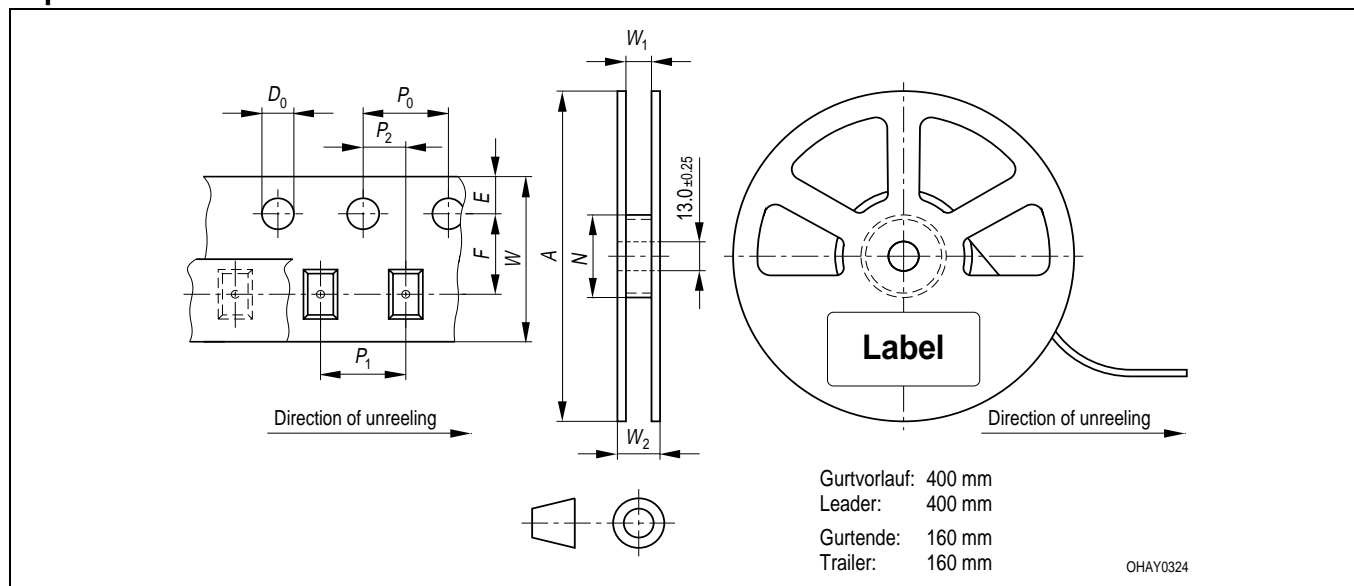 W₁
D₀
P₀
P₂
E
F
W
A
N
13.0 ±0.25
Label
P₁
Direction of unreeling
W₂
Direction of unreeling
Gurtvorlauf: 400 mm
Leader: 400 mm
Gurtende: 160 mm
Trailer: 160 mm
OHAY0324